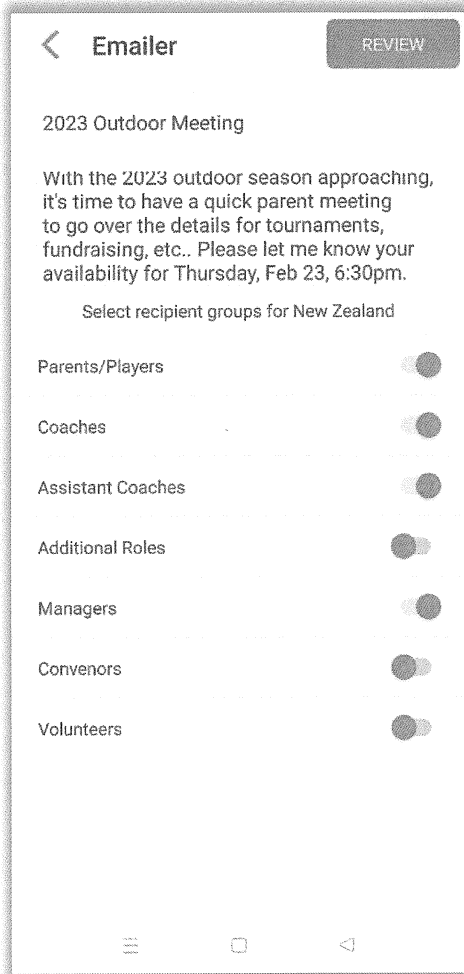 Emailer
REVIEW
2023 Outdoor Meeting
With the 2023 outdoor season approaching,
it's time to have a quick parent meeting
to go over the details for tournaments,
fundraising, etc.. Please let me know your
availability for Thursday, Feb 23, 6:30pm.
Select recipient groups for New Zealand
Parents/Players
Coaches
Assistant Coaches
Additional Roles
Managers
Convenors
Volunteers